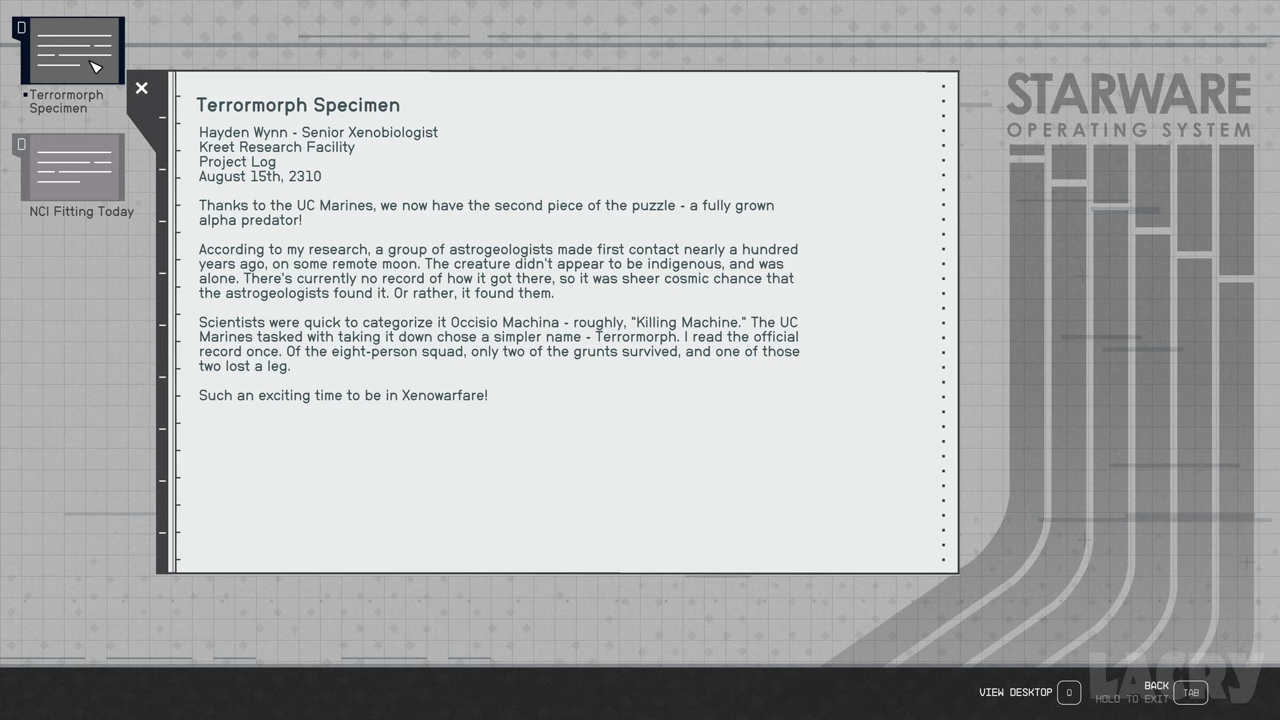 Terrormorph
Specimen
NCI Fitting Today
Terrormorph Specimen
Hayden Wynn - Senior Xenobiologist
Kreet Research Facility
Project Log
August 15th, 2310
Thanks to the UC Marines, we now have the second piece of the puzzle - a fully grown
alpha predator!
According to my research, a group of astrogeologists made first contact nearly a hundred
years ago, on some remote moon. The creature didn't appear to be indigenous, and was
alone. There's currently no record of how it got there, so it was sheer cosmic chance that
the astrogeologists found it. Or rather, it found them.
Scientists were quick to categorize it Occisio Machina - roughly, "Killing Machine." The UC
Marines tasked with taking it down chose a simpler name - Terrormorph. I read the official
record once. Of the eight-person squad, only two of the grunts survived, and one of those
two lost a leg.
Such an exciting time to be in Xenowarfare!
STARWARE
OPERATING SYSTEM
VIEW DESKTOP Q
BACK
HOLD TO EXIT TAB
LACRY